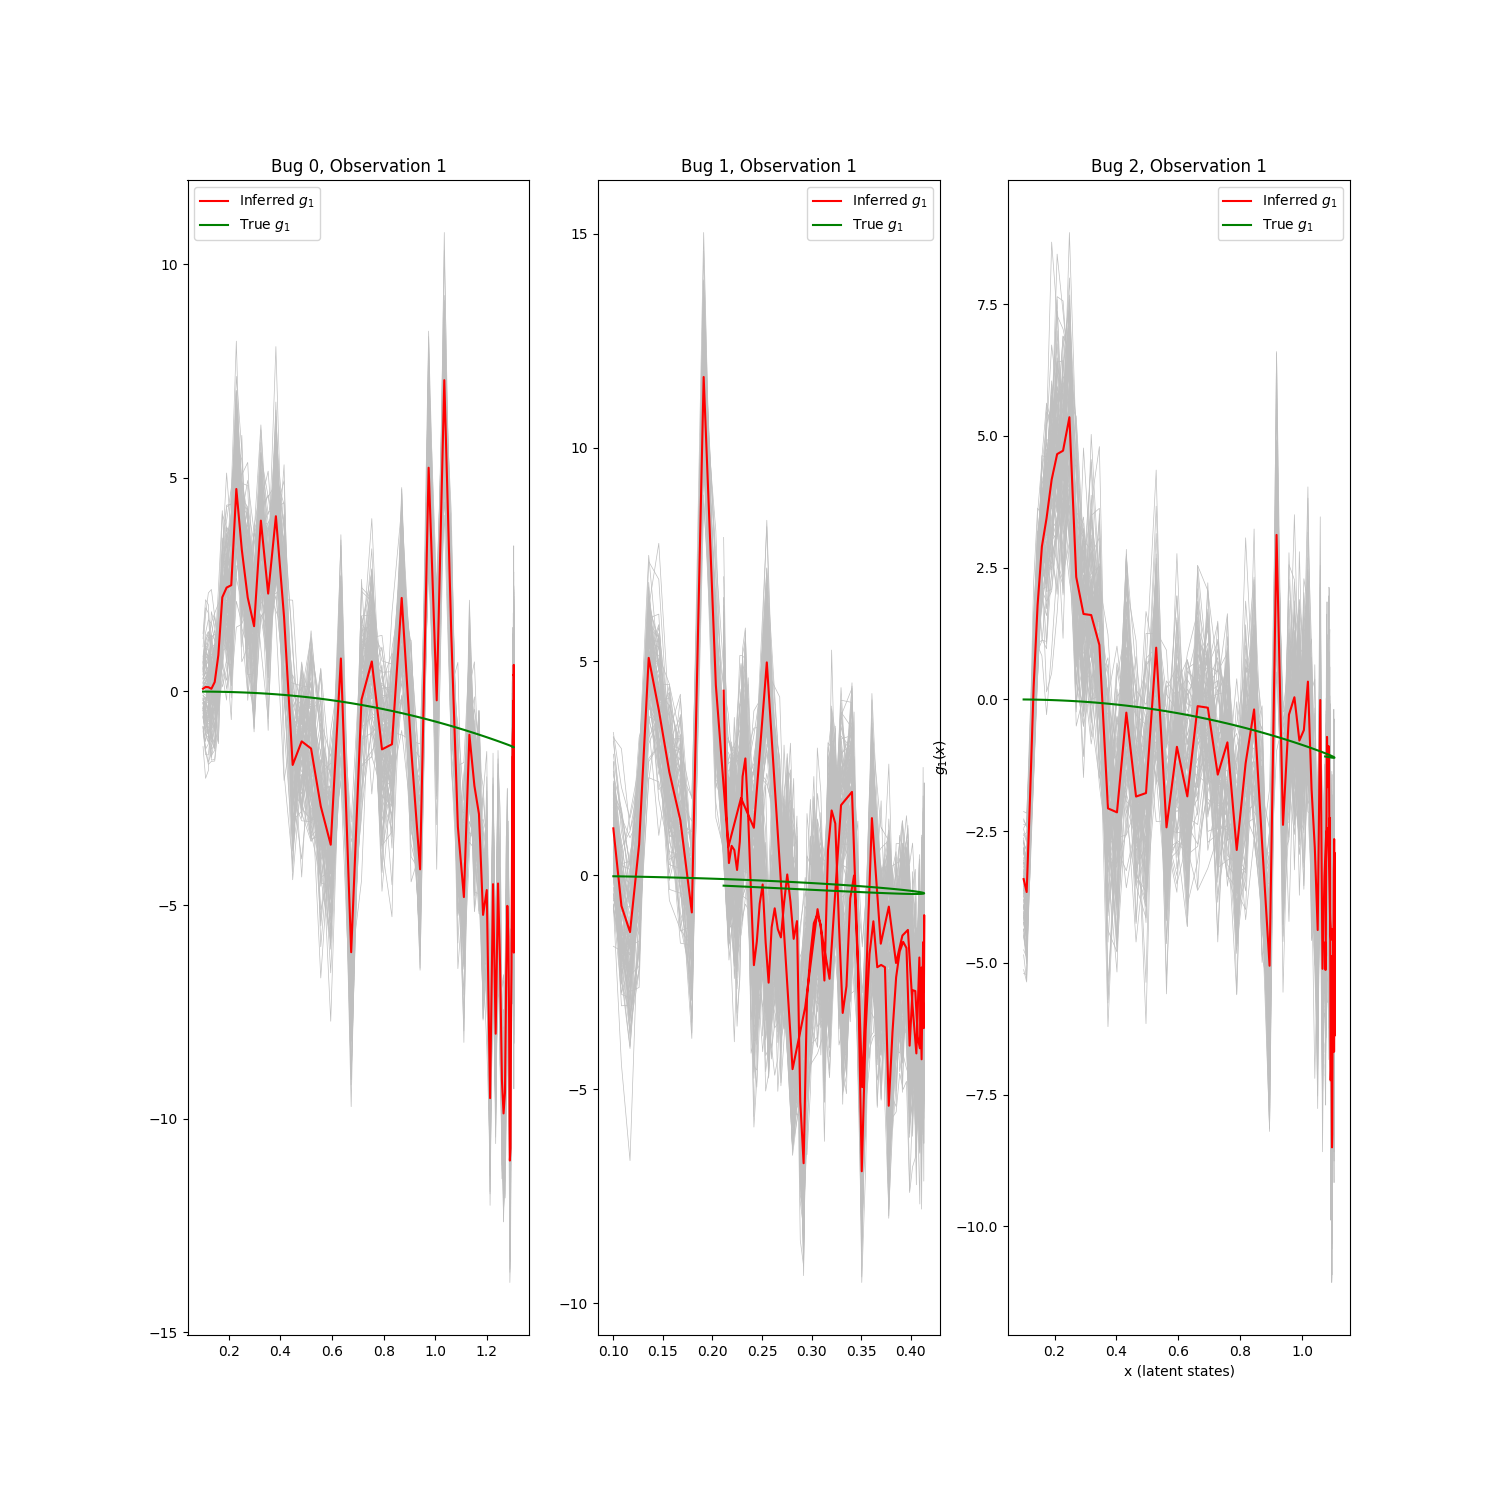 Bug 0, Observation 1
Inferred g₁
True g₁
10
5
0
−5
−10
−15
0.2 0.4 0.6 0.8 1.0 1.2
Bug 1, Observation 1
Inferred g₁
True g₁
15
10
5
0
−5
−10
0.10 0.15 0.20 0.25 0.30 0.35 0.40
g₁(x)
Bug 2, Observation 1
Inferred g₁
True g₁
7.5
5.0
2.5
0.0
−2.5
−5.0
−7.5
−10.0
0.2 0.4 0.6 0.8 1.0
x (latent states)